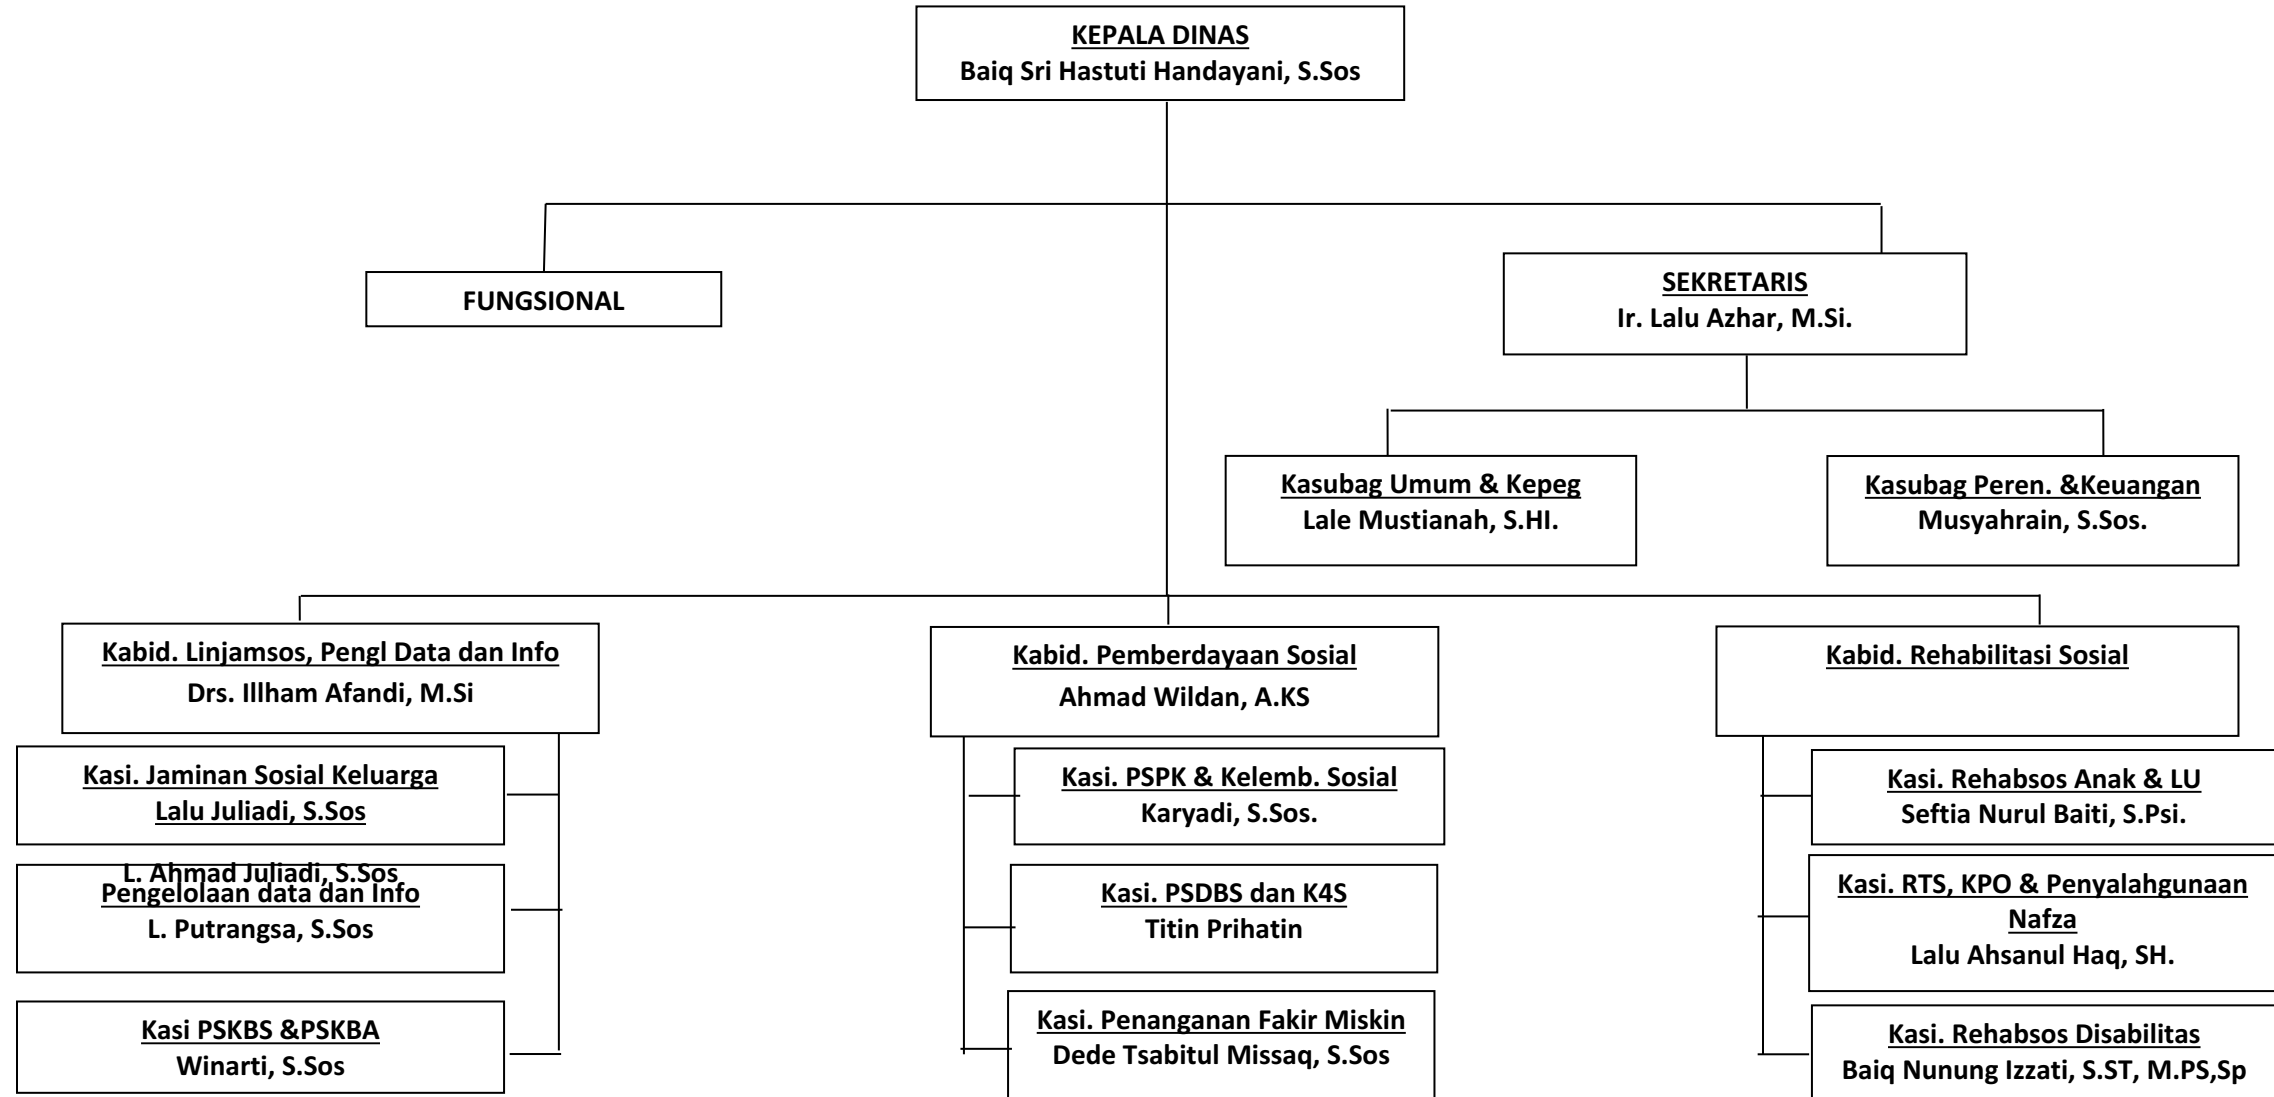 KEPALA DINAS
Baiq Sri Hastuti Handayani, S.Sos
FUNGSIONAL
SEKRETARIS
Ir. Lalu Azhar, M.Si.
Kasubag Umum & Kepeg
Lale Mustianah, S.HI.
Kasubag Peren. &Keuangan
Musyahrain, S.Sos.
Kabid. Linjamsos, Pengl Data dan Info
Drs. Illham Afandi, M.Si
Kasi. Jaminan Sosial Keluarga
Lalu Juliadi, S.Sos
L. Ahmad Juliadi, S.Sos
Pengelolaan data dan Info
L. Putrangsa, S.Sos
Kasi PSKBS &PSKBA
Winarti, S.Sos
Kabid. Pemberdayaan Sosial
Ahmad Wildan, A.KS
Kasi. PSPK & Kelemb. Sosial
Karyadi, S.Sos.
Kasi. PSDBS dan K4S
Titin Prihatin
Kasi. Penanganan Fakir Miskin
Dede Tsabitul Missaq, S.Sos
Kabid. Rehabilitasi Sosial
Kasi. Rehabsos Anak & LU
Seftia Nurul Baiti, S.Psi.
Kasi. RTS, KPO & Penyalahgunaan
Nafza
Lalu Ahsanul Haq, SH.
Kasi. Rehabsos Disabilitas
Baiq Nunung Izzati, S.ST, M.PS,Sp